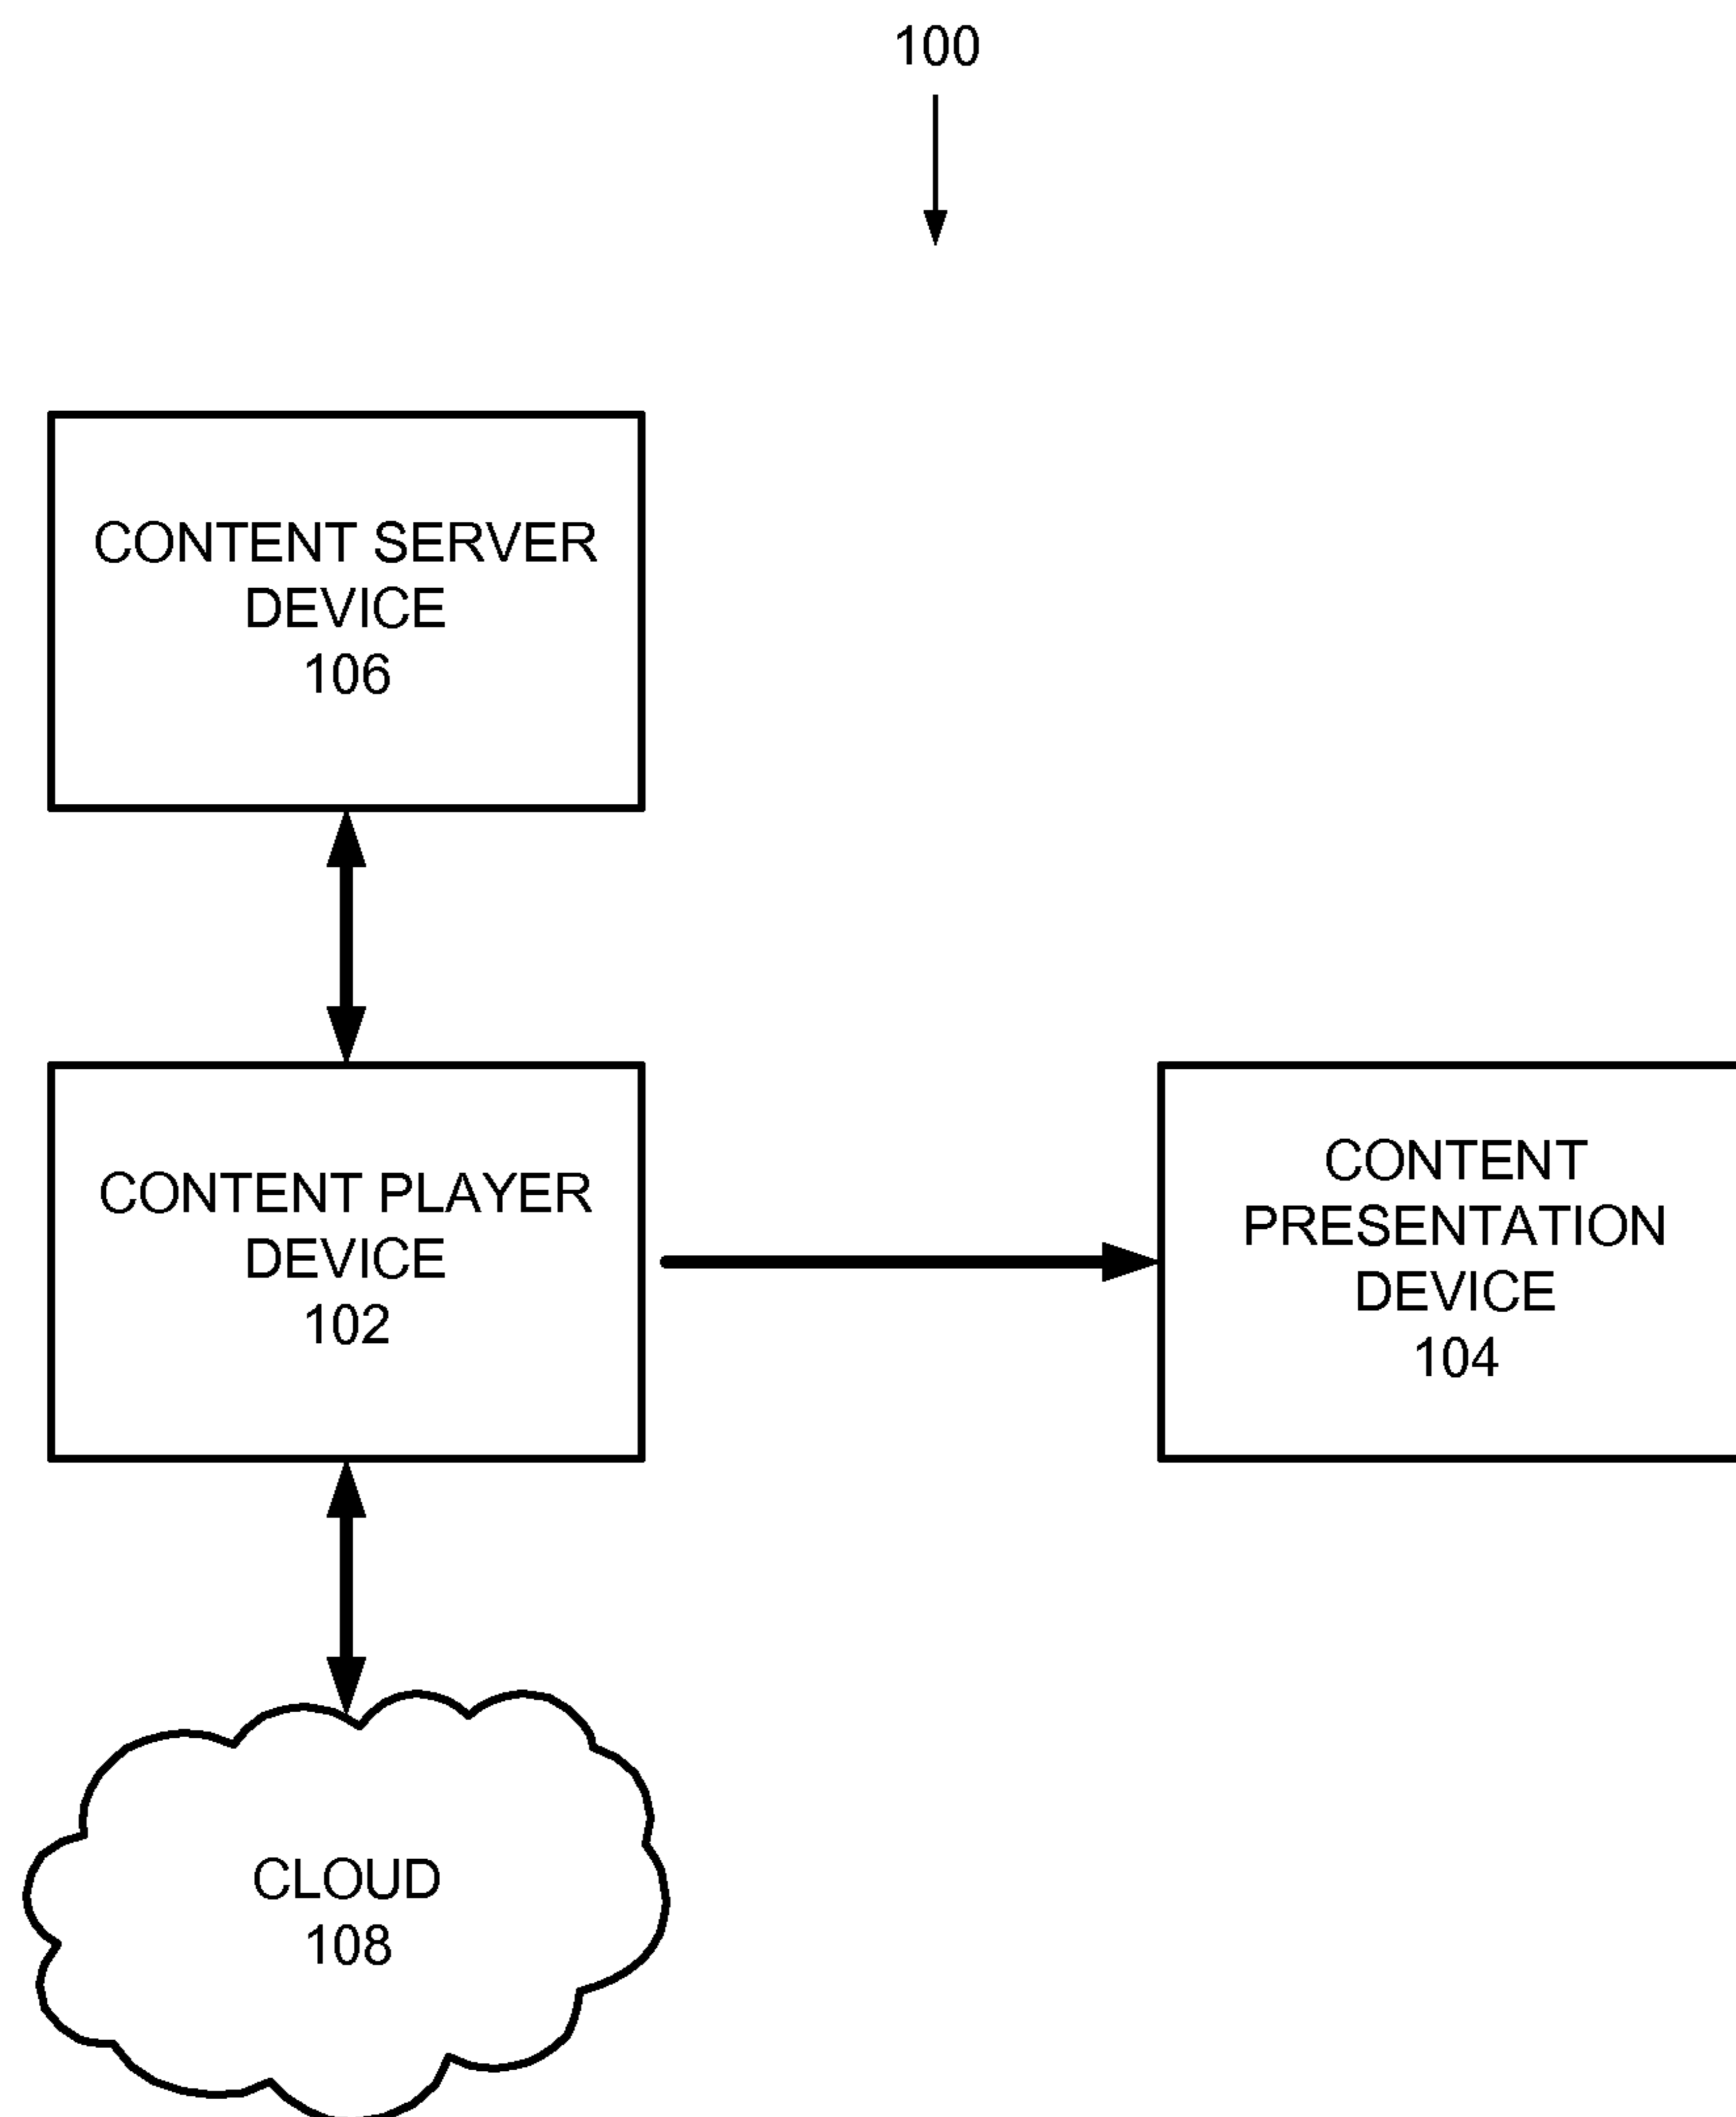 100
CONTENT SERVER
DEVICE
106
CONTENT PLAYER
DEVICE
102
CONTENT
PRESENTATION
DEVICE
104
CLOUD
108